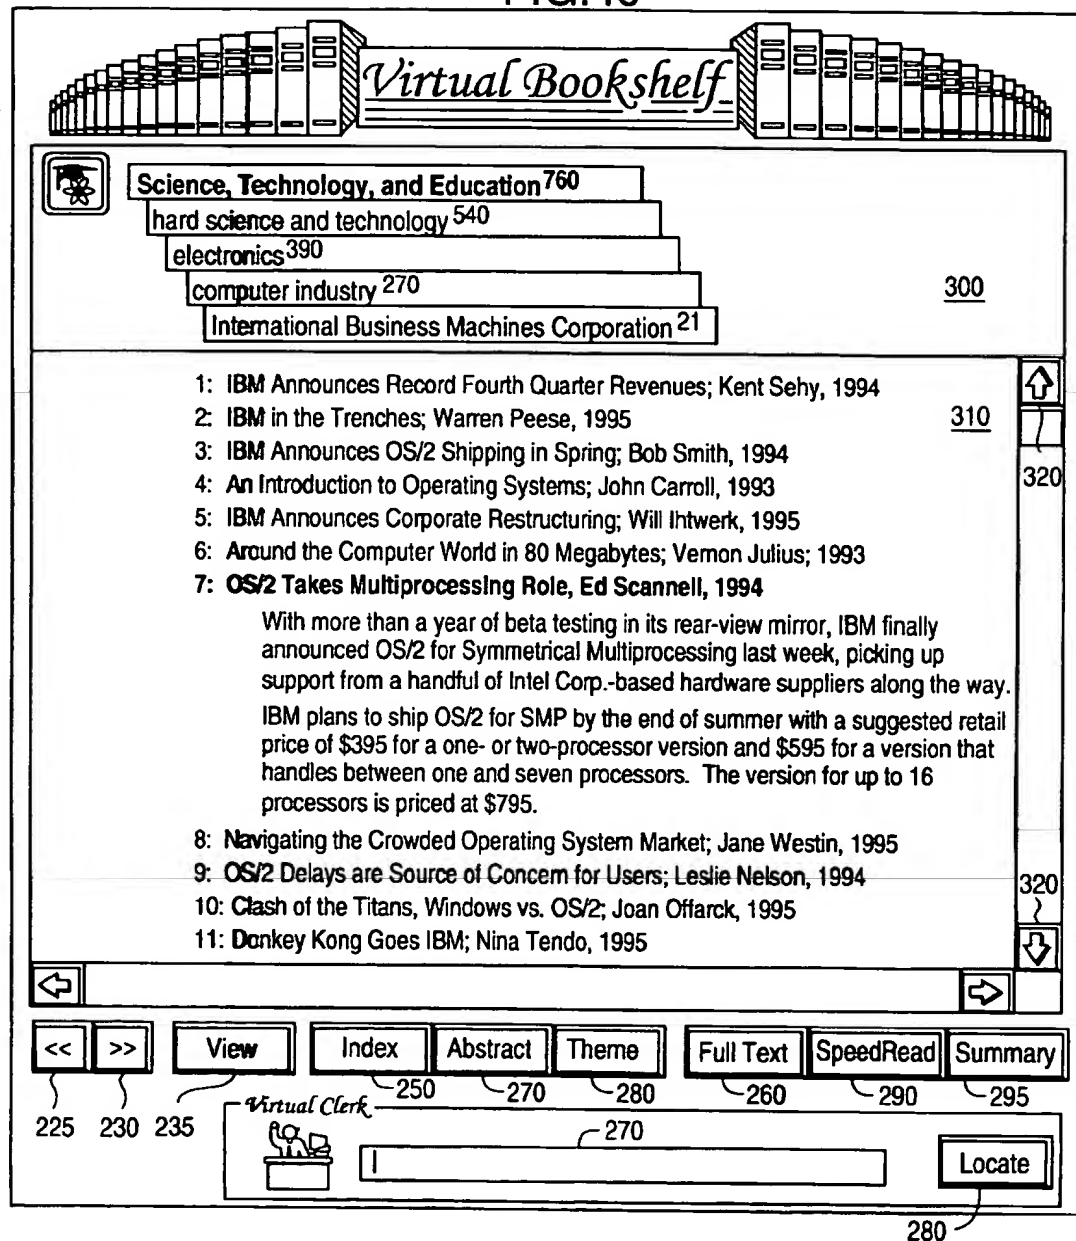 Virtual Bookshelf
Science, Technology, and Education 760
hard science and technology 540
electronics 390
computer industry 270
300
International Business Machines Corporation 21
1: IBM Announces Record Fourth Quarter Revenues; Kent Sehy, 1994
2: IBM in the Trenches; Warren Peese, 1995
310
3: IBM Announces OS/2 Shipping in Spring; Bob Smith, 1994
320
4: An Introduction to Operating Systems; John Carroll, 1993
5: IBM Announces Corporate Restructuring; Will Ihtwerk, 1995
6: Around the Computer World in 80 Megabytes; Vernon Julius; 1993
7: OS/2 Takes Multiprocessing Role, Ed Scannell, 1994
With more than a year of beta testing in its rear-view mirror, IBM finally
announced OS/2 for Symmetrical Multiprocessing last week, picking up
support from a handful of Intel Corp.-based hardware suppliers along the way.
IBM plans to ship OS/2 for SMP by the end of summer with a suggested retail
price of $395 for a one- or two-processor version and $595 for a version that
handles between one and seven processors. The version for up to 16
processors is priced at $795.
8: Navigating the Crowded Operating System Market; Jane Westin, 1995
9: OS/2 Delays are Source of Concern for Users; Leslie Nelson, 1994
320
10: Clash of the Titans, Windows vs. OS/2; Joan Offarck, 1995
11: Donkey Kong Goes IBM; Nina Tendo, 1995
<< >> View Index Abstract Theme Full Text SpeedRead Summary
250 270 280 260 290 295
225 230 235
Virtual Clerk
270
Locate
280